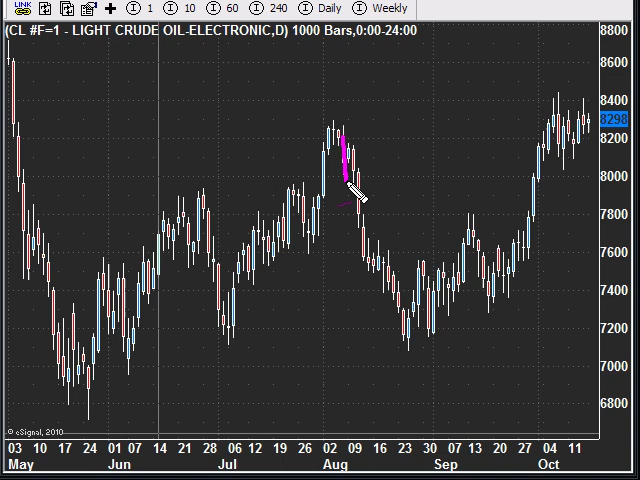 LINK 1 10 60 240 Daily Weekly
(CL #F=1 - LIGHT CRUDE OIL-ELECTRONIC,D) 1000 Bars,0:00-24:00
8800
8600
8400
8298
8200
8000
7800
7600
7400
7200
7000
6800
© eSignal, 2010
03 10 17 24 01 07 14 21 28 06 12 19 26 02 09 16 23 30 07 13 20 27 04 11
May Jun Jul Aug Sep Oct